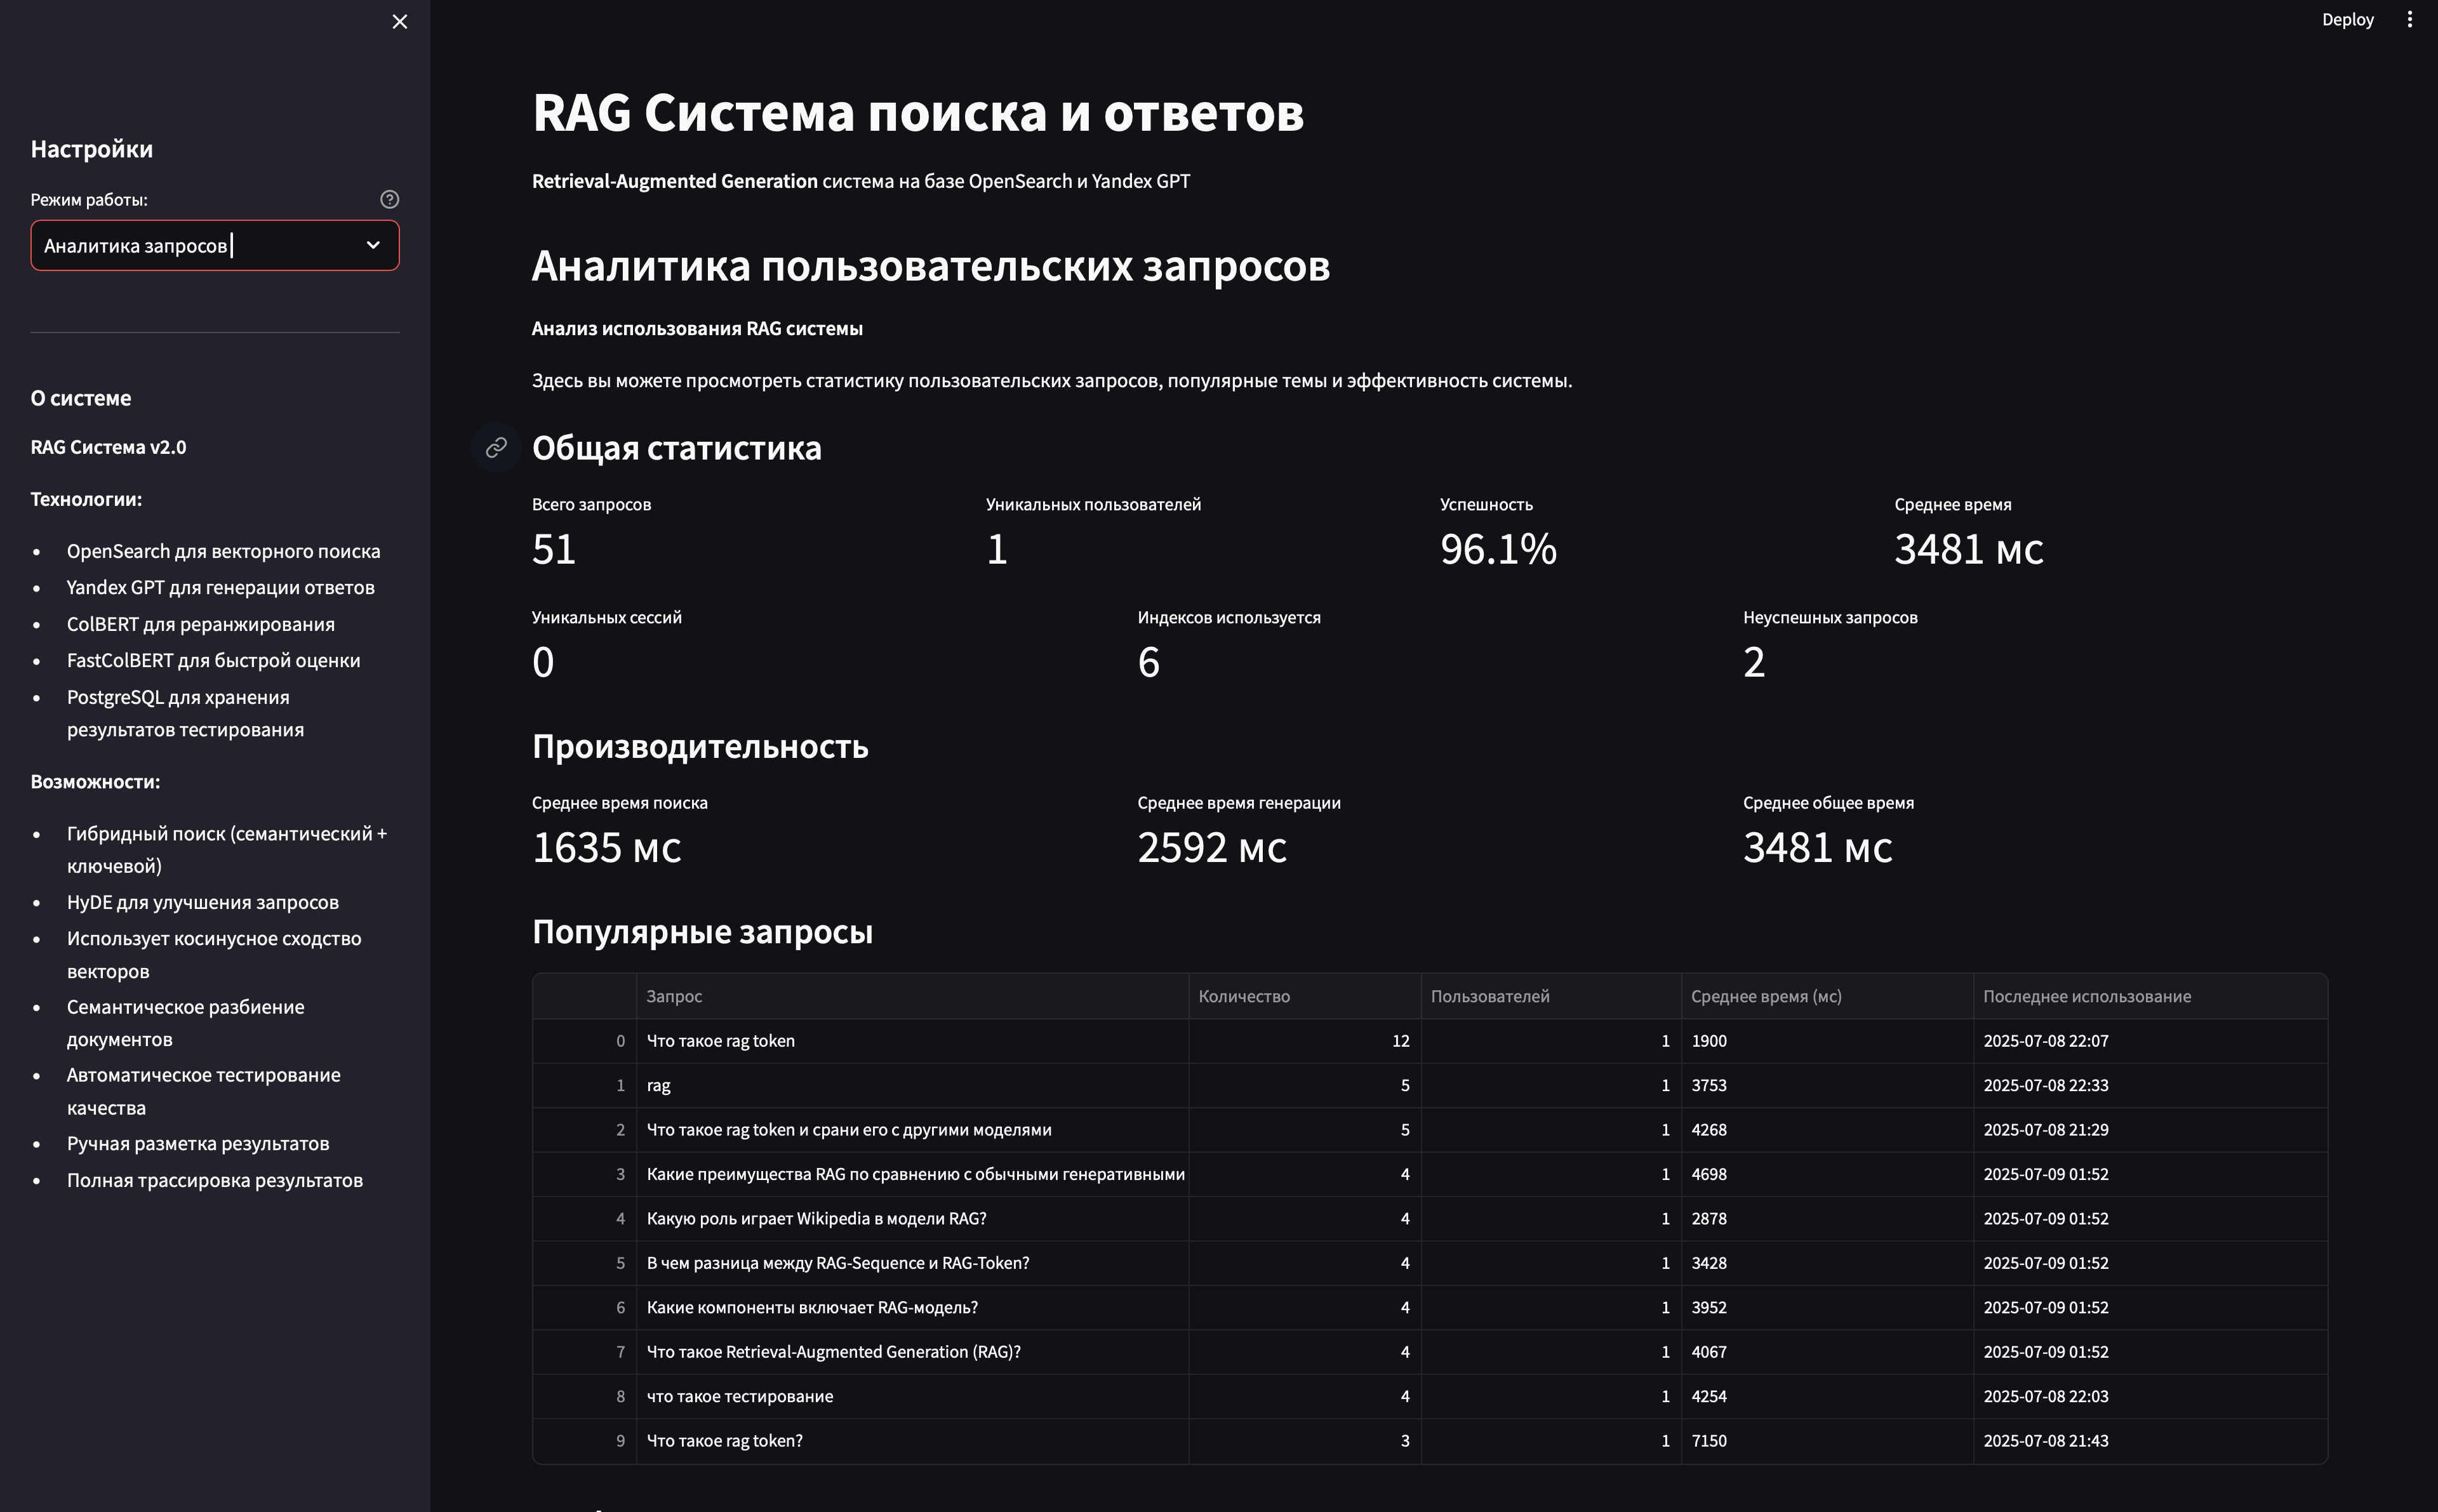 Deploy
Настройки
Режим работы:
Аналитика запросов
О системе
RAG Система v2.0
Технологии:
• OpenSearch для векторного поиска
• Yandex GPT для генерации ответов
• ColBERT для реранжирования
• FastColBERT для быстрой оценки
• PostgreSQL для хранения
результатов тестирования
Возможности:
• Гибридный поиск (семантический +
ключевой)
• HyDE для улучшения запросов
• Использует косинусное сходство
векторов
• Семантическое разбиение
документов
• Автоматическое тестирование
качества
• Ручная разметка результатов
• Полная трассировка результатов
RAG Система поиска и ответов
Retrieval-Augmented Generation система на базе OpenSearch и Yandex GPT
Аналитика пользовательских запросов
Анализ использования RAG системы
Здесь вы можете просмотреть статистику пользовательских запросов, популярные темы и эффективность системы.
Общая статистика
Всего запросов Уникальных пользователей Успешность Среднее время
51 1 96.1% 3481 мс
Уникальных сессий Индексов используется Неуспешных запросов
0 6 2
Производительность
Среднее время поиска Среднее время генерации Среднее общее время
1635 мс 2592 мс 3481 мс
Популярные запросы
Запрос Количество Пользователей Среднее время (мс) Последнее использование
0 Что такое rag token 12 1 1900 2025-07-08 22:07
1 rag 5 1 3753 2025-07-08 22:33
2 Что такое rag token и срани его с другими моделями 5 1 4268 2025-07-08 21:29
3 Какие преимущества RAG по сравнению с обычными генеративными 4 1 4698 2025-07-09 01:52
4 Какую роль играет Wikipedia в модели RAG? 4 1 2878 2025-07-09 01:52
5 В чем разница между RAG-Sequence и RAG-Token? 4 1 3428 2025-07-09 01:52
6 Какие компоненты включает RAG-модель? 4 1 3952 2025-07-09 01:52
7 Что такое Retrieval-Augmented Generation (RAG)? 4 1 4067 2025-07-09 01:52
8 что такое тестирование 4 1 4254 2025-07-08 22:03
9 Что такое rag token? 3 1 7150 2025-07-08 21:43